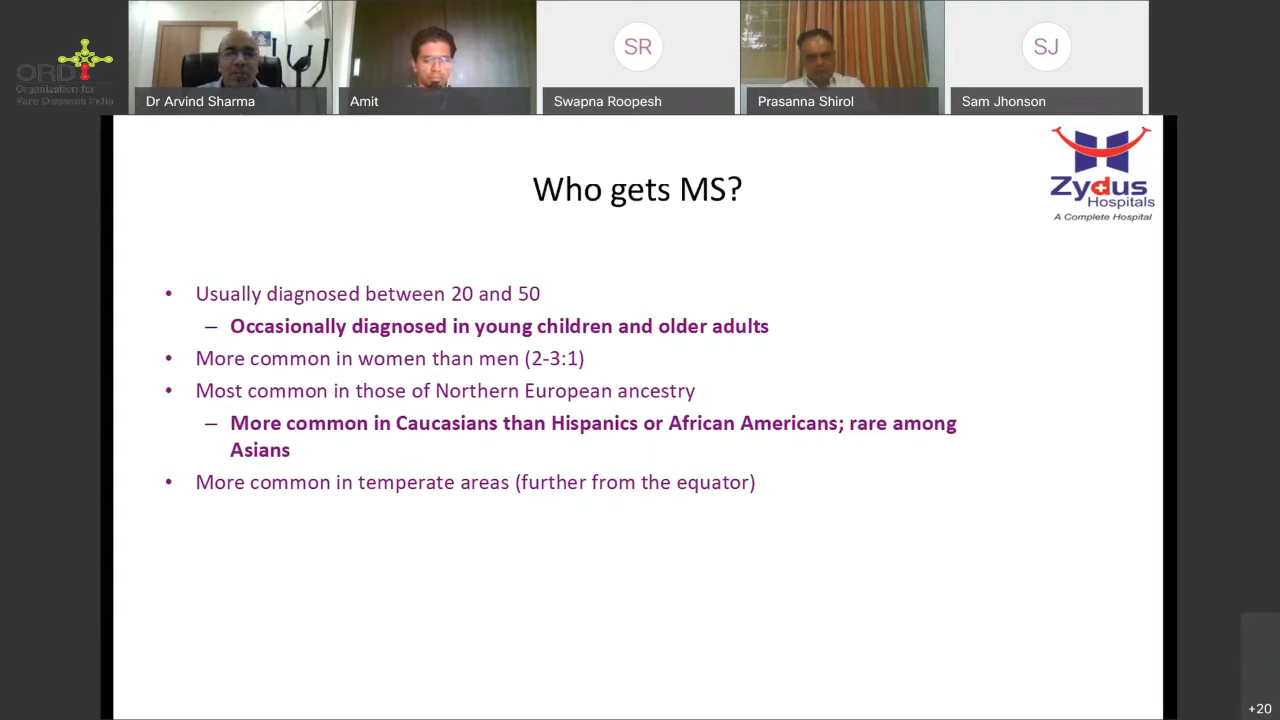 ORDI
Organization for
Rare Diseases India
Dr Arvind Sharma
Amit
SR
Swapna Roopesh
Prasanna Shirol
SJ
Sam Jhonson
Zydus
Hospitals
A Complete Hospital
Who gets MS?
• Usually diagnosed between 20 and 50
– Occasionally diagnosed in young children and older adults
• More common in women than men (2-3:1)
• Most common in those of Northern European ancestry
– More common in Caucasians than Hispanics or African Americans; rare among
Asians
• More common in temperate areas (further from the equator)
+20